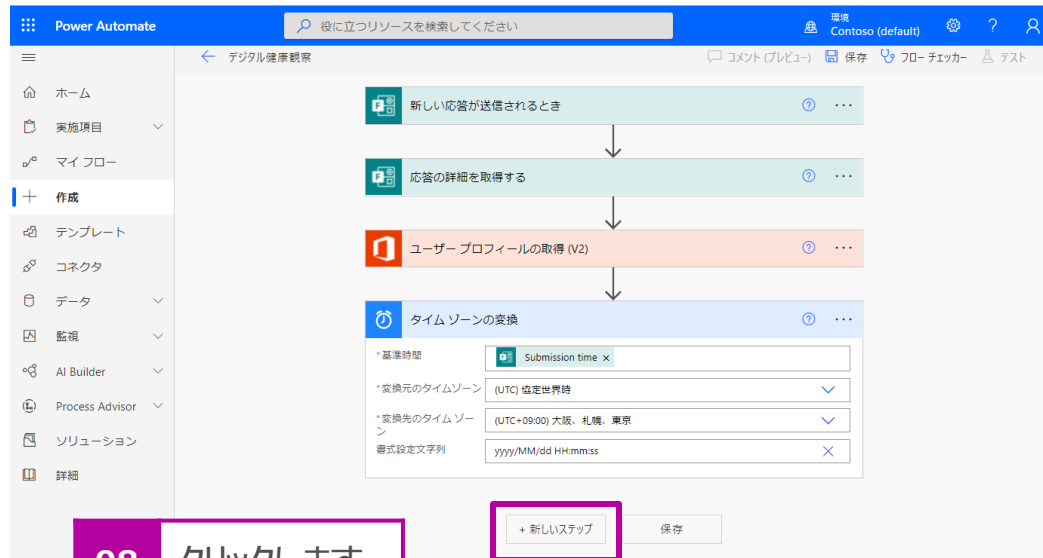 Power Automate
役に立つリソースを検索してください
環境
Contoso (default)
?
← デジタル健康観察
コメント (プレビュー)
保存
フロー チェッカー
テスト
ホーム
実施項目
マイ フロー
作成
テンプレート
コネクタ
データ
監視
AI Builder
Process Advisor
ソリューション
詳細
新しい応答が送信されるとき
応答の詳細を取得する
ユーザー プロフィールの取得 (V2)
タイム ゾーンの変換
*基準時間
Submission time ×
*変換元のタイムゾーン
(UTC) 協定世界時
*変換先のタイム ゾー
ン
(UTC+09:00) 大阪、札幌、東京
書式設定文字列
yyyy/MM/dd HH:mm:ss
+ 新しいステップ
保存
08
クリックします